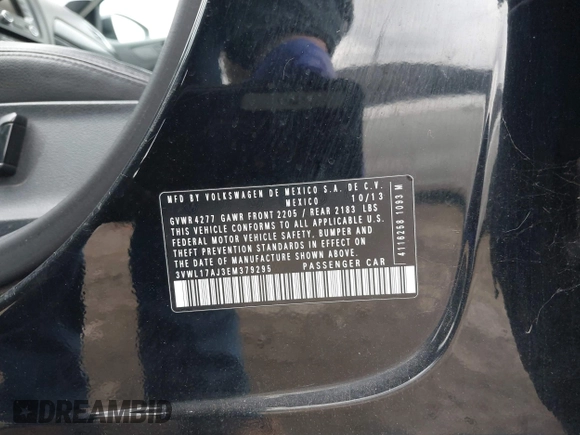 MFD BY VOLKSWAGEN DE MEXICO S.A. DE C.V.
MEXICO 10/13
GVWR 4277 GAWR FRONT 2205 / REAR 2183 LBS
THIS VEHICLE CONFORMS TO ALL APPLICABLE U.S.
FEDERAL MOTOR VEHICLE SAFETY, BUMPER AND
THEFT PREVENTION STANDARDS IN EFFECT ON
THE DATE OF MANUFACTURE SHOWN ABOVE
3VWL17AJ3EM379295 PASSENGER CAR
41116258 1093 M
DREAMBID